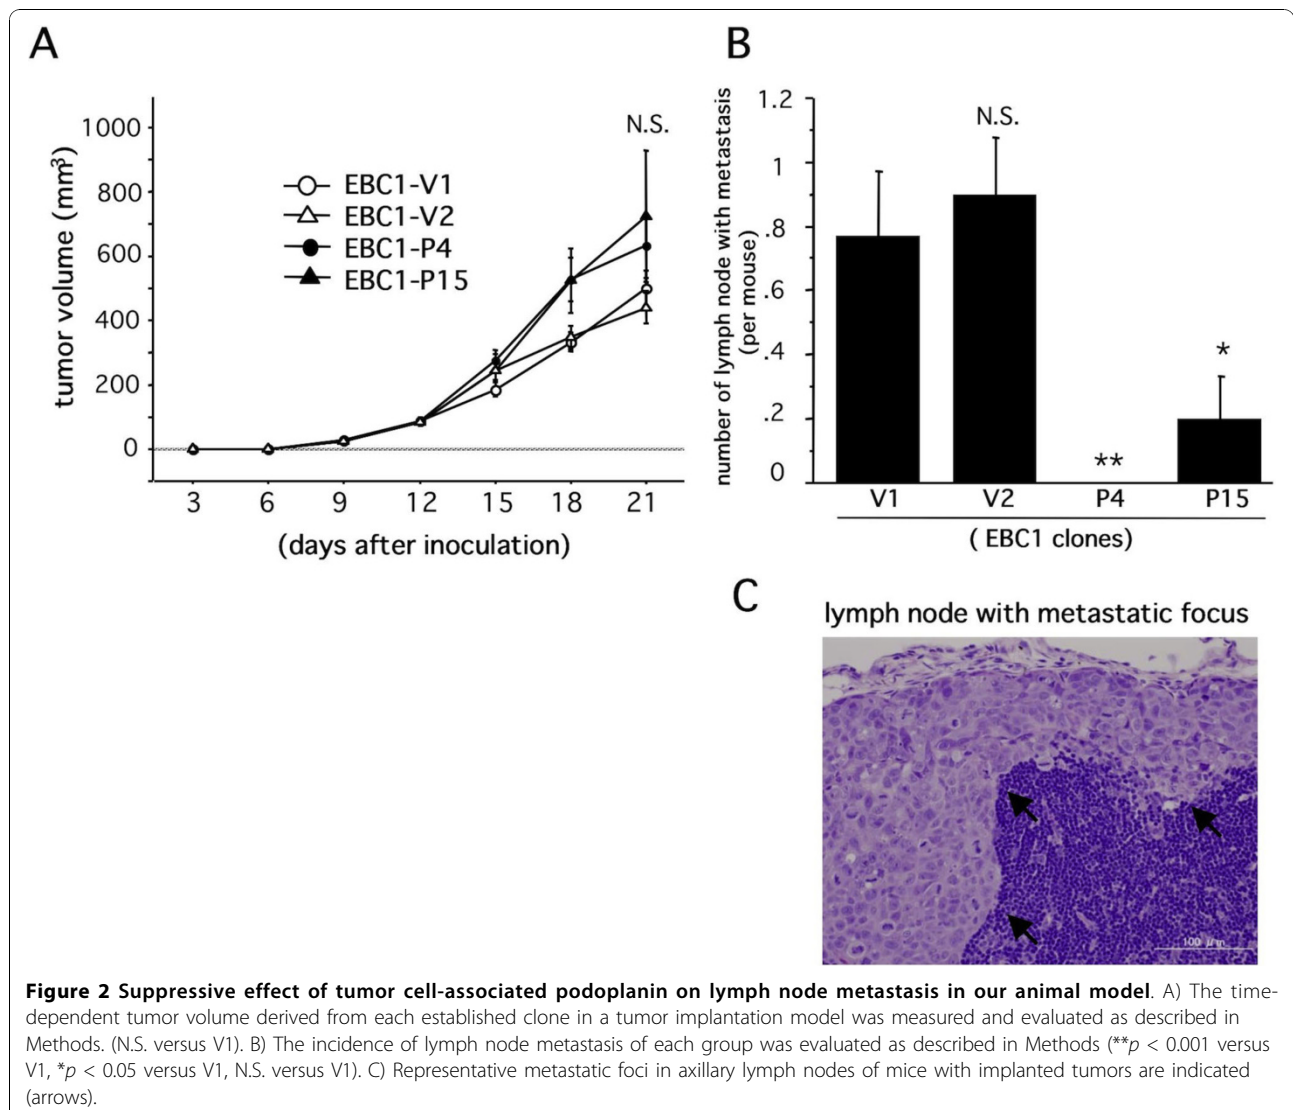 A
tumor volume (mm³)
1000
800
600
400
200
0
N.S.
EBC1-V1
EBC1-V2
EBC1-P4
EBC1-P15
3 6 9 12 15 18 21
(days after inoculation)
B
number of lymph node with metastasis
(per mouse)
1.2
1
.8
.6
.4
.2
0
N.S.
**
*
V1 V2 P4 P15
( EBC1 clones)
C
lymph node with metastatic focus
100 μm
Figure 2 Suppressive effect of tumor cell-associated podoplanin on lymph node metastasis in our animal model. A) The time-
dependent tumor volume derived from each established clone in a tumor implantation model was measured and evaluated as described in
Methods. (N.S. versus V1). B) The incidence of lymph node metastasis of each group was evaluated as described in Methods (**p < 0.001 versus
V1, *p < 0.05 versus V1, N.S. versus V1). C) Representative metastatic foci in axillary lymph nodes of mice with implanted tumors are indicated
(arrows).